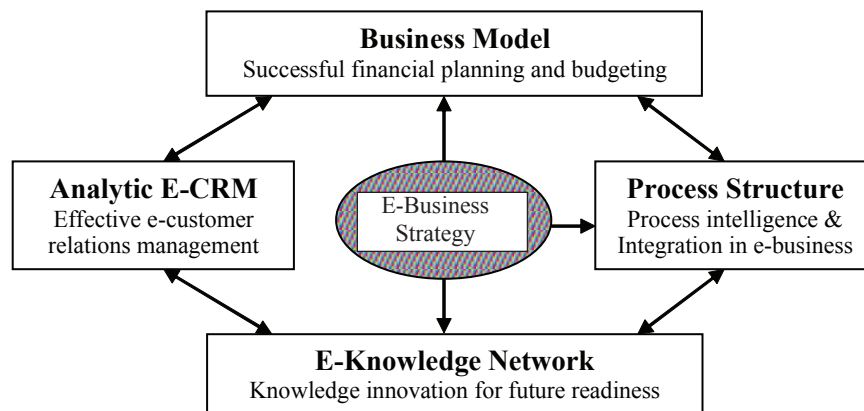 Business Model
Successful financial planning and budgeting
Analytic E-CRM
Effective e-customer
relations management
E-Business
Strategy
Process Structure
Process intelligence &
Integration in e-business
E-Knowledge Network
Knowledge innovation for future readiness